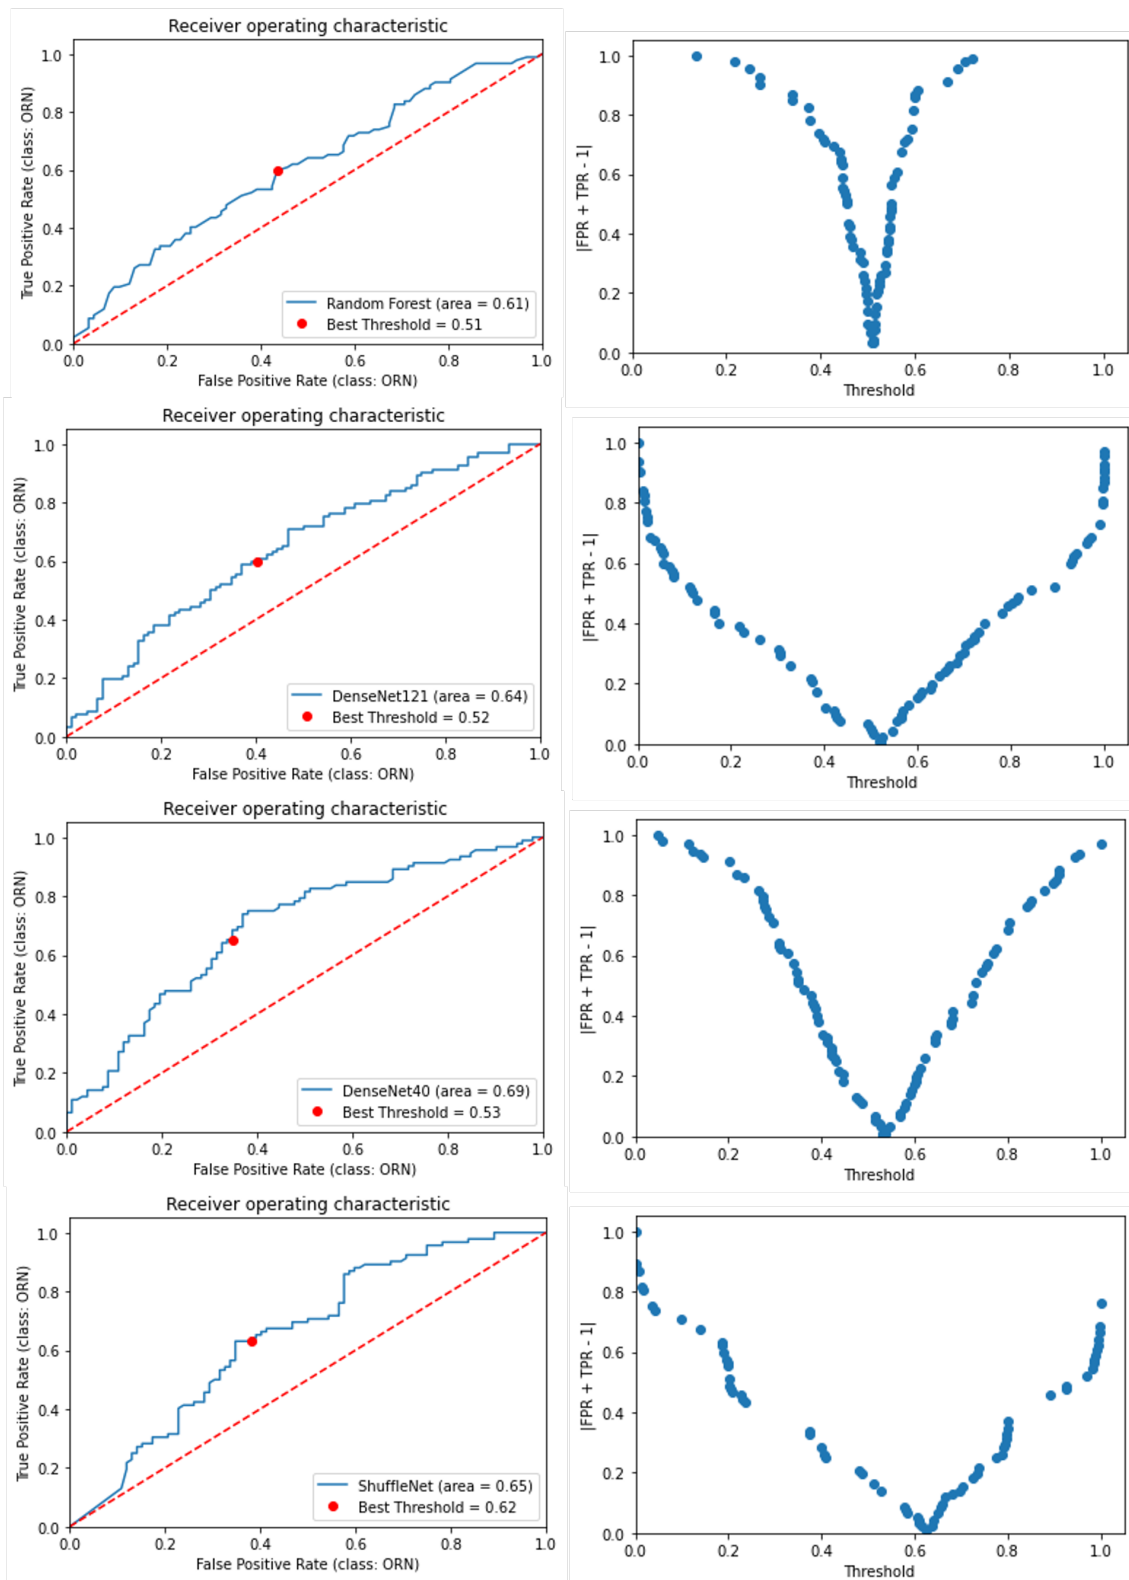 Receiver operating characteristic
True Positive Rate (class: ORN)
1.0
0.8
0.6
0.4
0.2
0.0
Random Forest (area = 0.61)
Best Threshold = 0.51
0.0 0.2 0.4 0.6 0.8 1.0
False Positive Rate (class: ORN)
|FPR + TPR - 1|
1.0
0.8
0.6
0.4
0.2
0.0
0.0 0.2 0.4 0.6 0.8 1.0
Threshold
Receiver operating characteristic
True Positive Rate (class: ORN)
1.0
0.8
0.6
0.4
0.2
0.0
DenseNet121 (area = 0.64)
Best Threshold = 0.52
0.0 0.2 0.4 0.6 0.8 1.0
False Positive Rate (class: ORN)
|FPR + TPR - 1|
1.0
0.8
0.6
0.4
0.2
0.0
0.0 0.2 0.4 0.6 0.8 1.0
Threshold
Receiver operating characteristic
True Positive Rate (class: ORN)
1.0
0.8
0.6
0.4
0.2
0.0
DenseNet40 (area = 0.69)
Best Threshold = 0.53
0.0 0.2 0.4 0.6 0.8 1.0
False Positive Rate (class: ORN)
|FPR + TPR - 1|
1.0
0.8
0.6
0.4
0.2
0.0
0.0 0.2 0.4 0.6 0.8 1.0
Threshold
Receiver operating characteristic
True Positive Rate (class: ORN)
1.0
0.8
0.6
0.4
0.2
0.0
ShuffleNet (area = 0.65)
Best Threshold = 0.62
0.0 0.2 0.4 0.6 0.8 1.0
False Positive Rate (class: ORN)
|FPR + TPR - 1|
1.0
0.8
0.6
0.4
0.2
0.0
0.0 0.2 0.4 0.6 0.8 1.0
Threshold